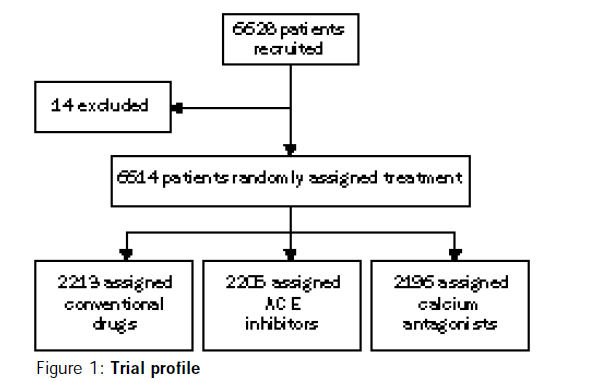 6628 patients
recruited
14 excluded
6614 patients randomly assigned treatment
2213 assigned
conventional
drugs
2205 assigned
ACE
inhibitors
2196 assigned
calcium
antagonists
Figure 1: Trial profile